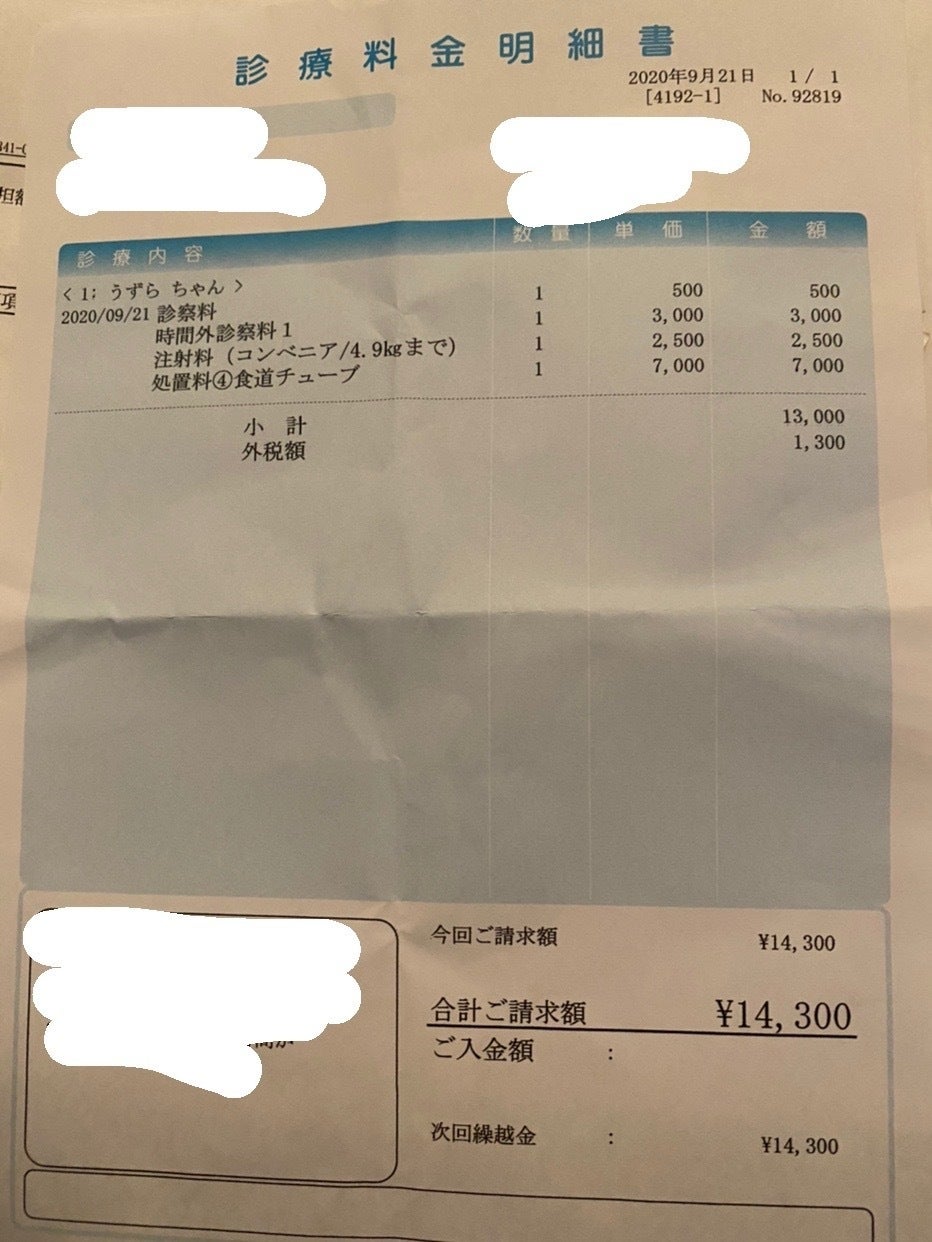 診療料金明細書
2020年9月21日 1/ 1
[4192-1] No.92819
診療内容 数量 単価 金額
< 1; うずら ちゃん >
2020/09/21 診察料 1 500 500
時間外診察料1 1 3,000 3,000
注射料 (コンベニア/4.9㎏まで) 1 2,500 2,500
処置料④食道チューブ 1 7,000 7,000
小計 13,000
外税額 1,300
今回ご請求額 ¥14,300
合計ご請求額 ¥14,300
ご入金額 :
次回繰越金 : ¥14,300